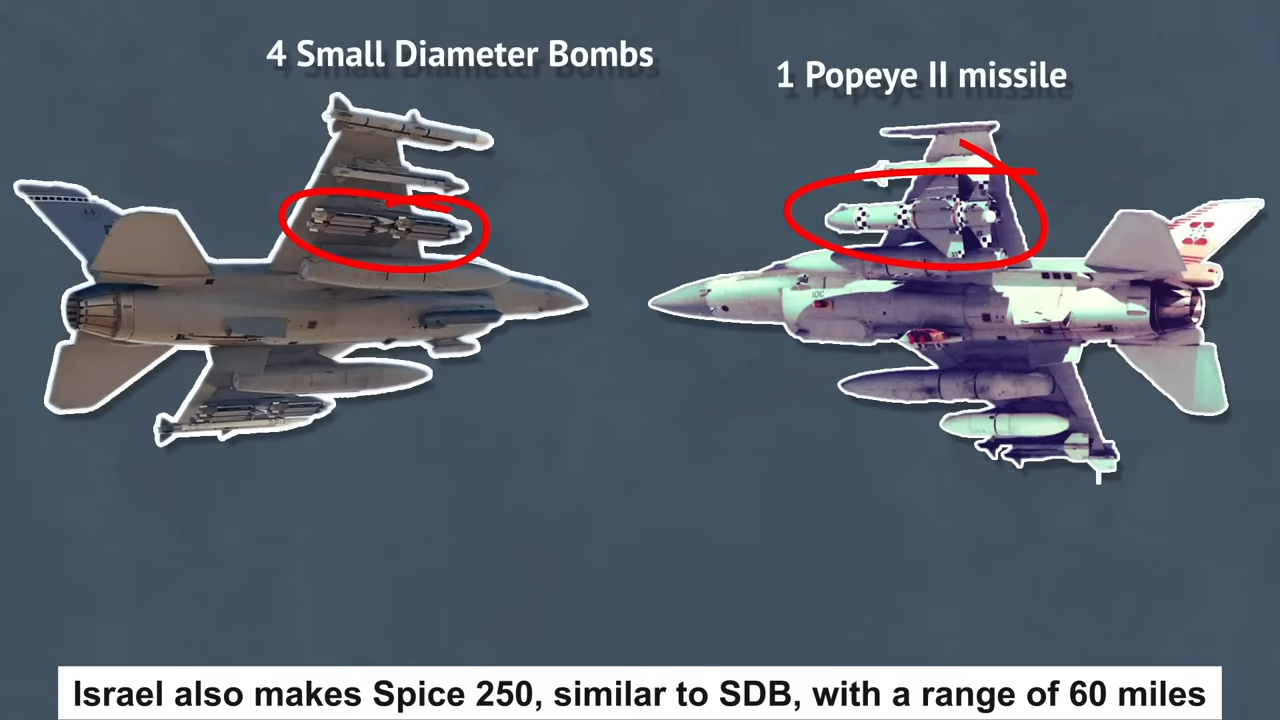 4 Small Diameter Bombs
1 Popeye II missile
Israel also makes Spice 250, similar to SDB, with a range of 60 miles